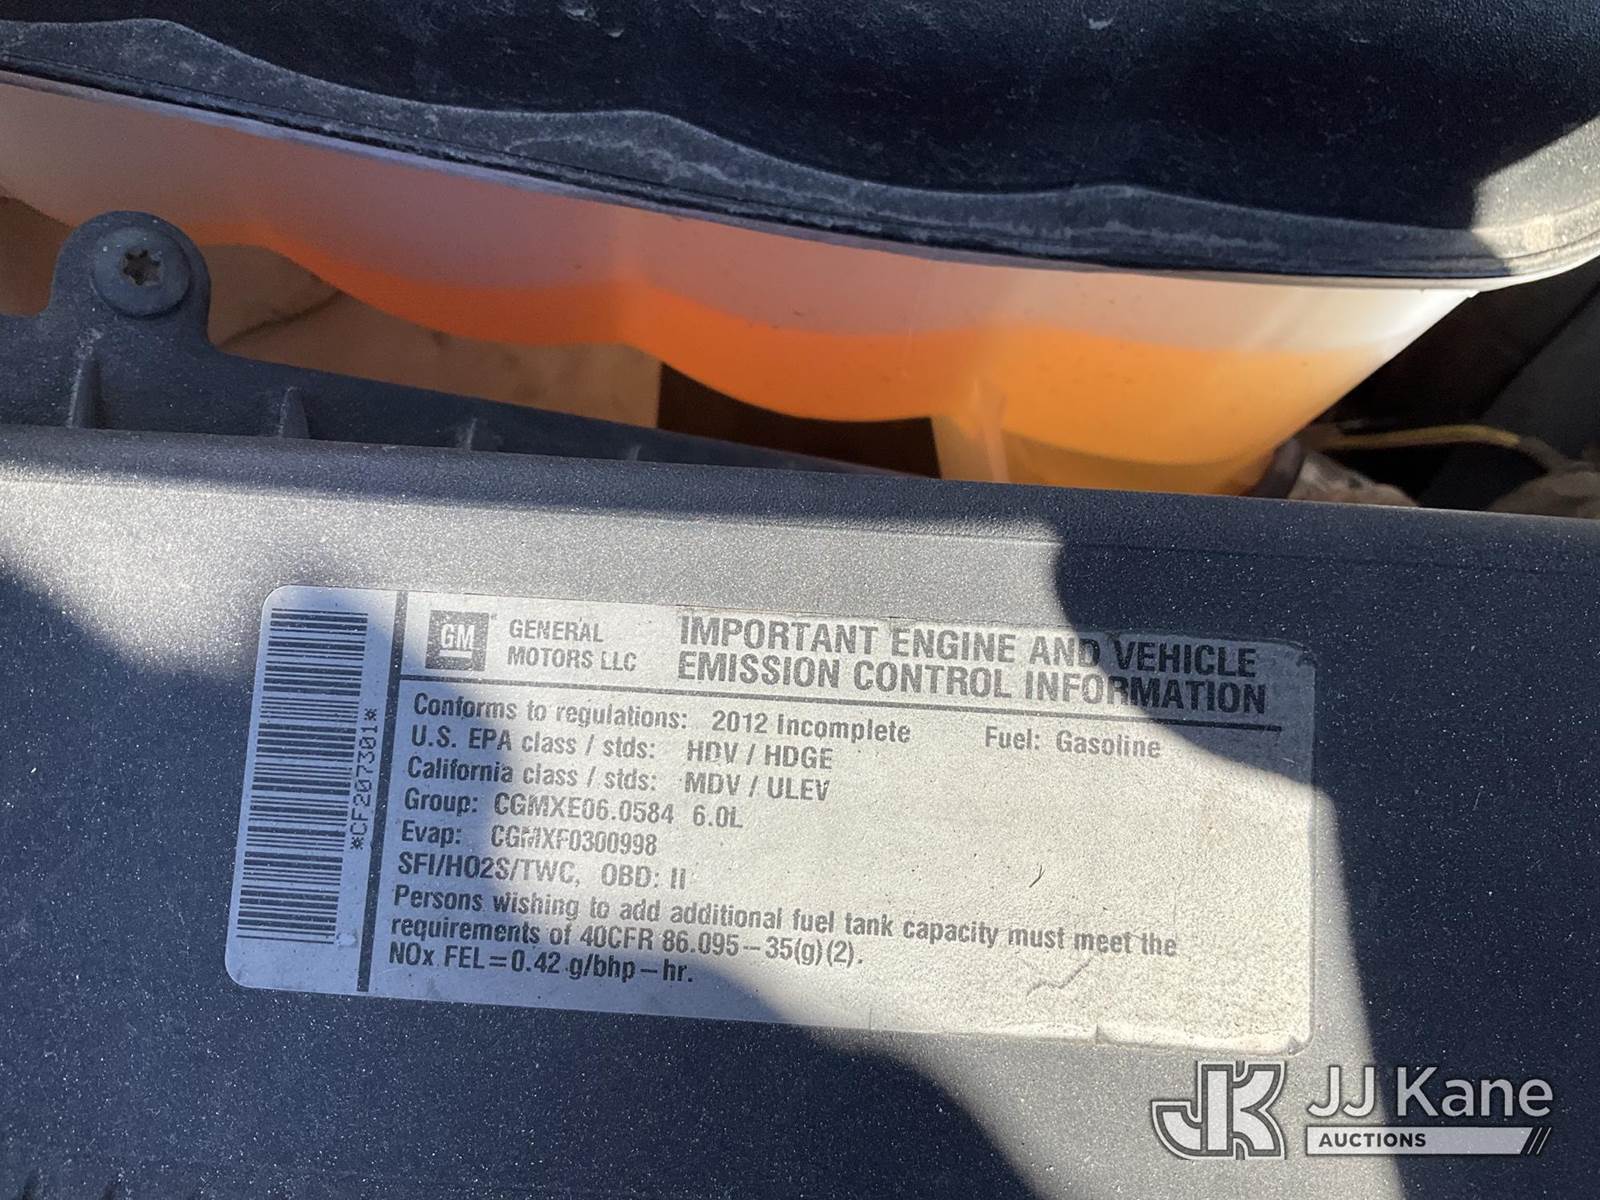 GM
GENERAL
MOTORS LLC
IMPORTANT ENGINE AND VEHICLE
EMISSION CONTROL INFORMATION
Conforms to regulations: 2012 Incomplete Fuel: Gasoline
U.S. EPA class / stds: HDV / HDGE
California class / stds: MDV / ULEV
Group: CGMXE06.0584 6.0L
Evap: CGMXF0300998
SFI/HO2S/TWC, OBD: II
Persons wishing to add additional fuel tank capacity must meet the
requirements of 40CFR 86.095-35(g)(2).
NOx FEL=0.42 g/bhp-hr.
*CF207301*
JK JJ Kane
AUCTIONS